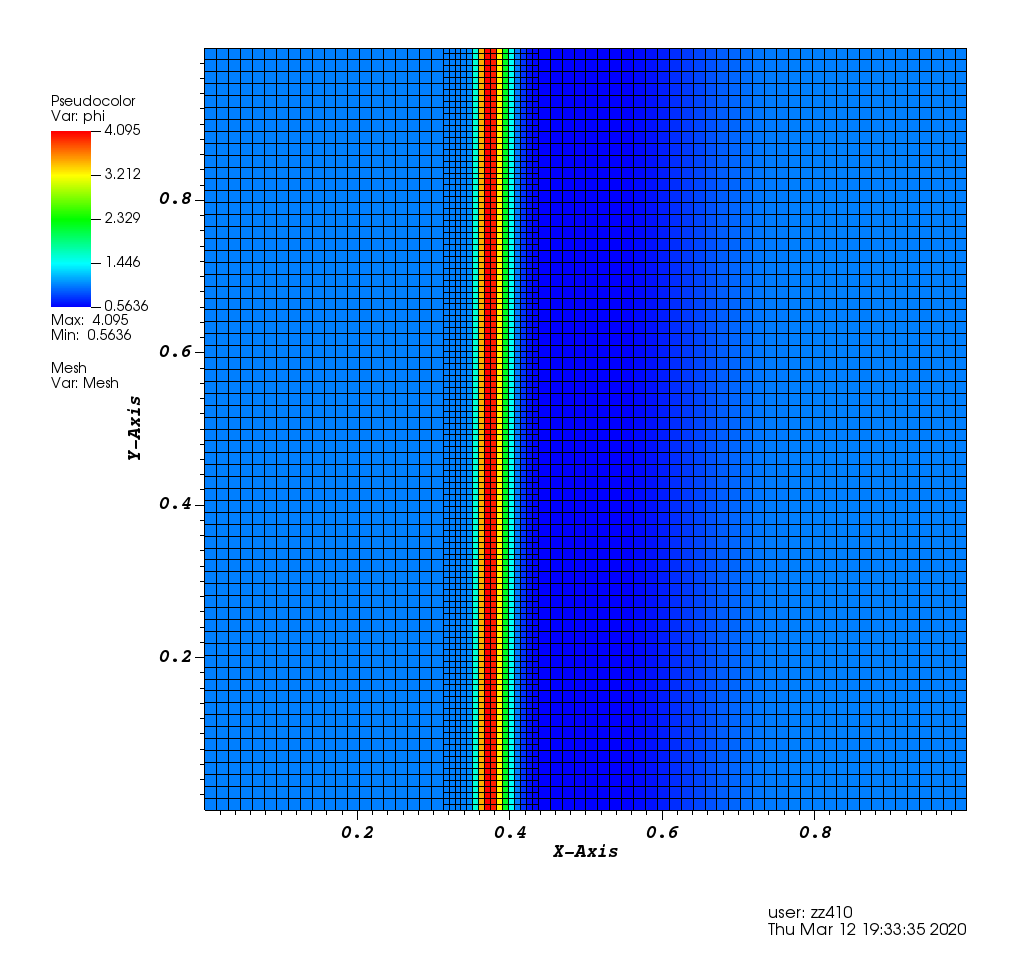 Pseudocolor
Var: phi
4.095
3.212
2.329
1.446
0.5636
Max: 4.095
Min: 0.5636
Mesh
Var: Mesh
Y-Axis
0.8
0.6
0.4
0.2
0.2 0.4 0.6 0.8
X-Axis
user: zz410
Thu Mar 12 19:33:35 2020